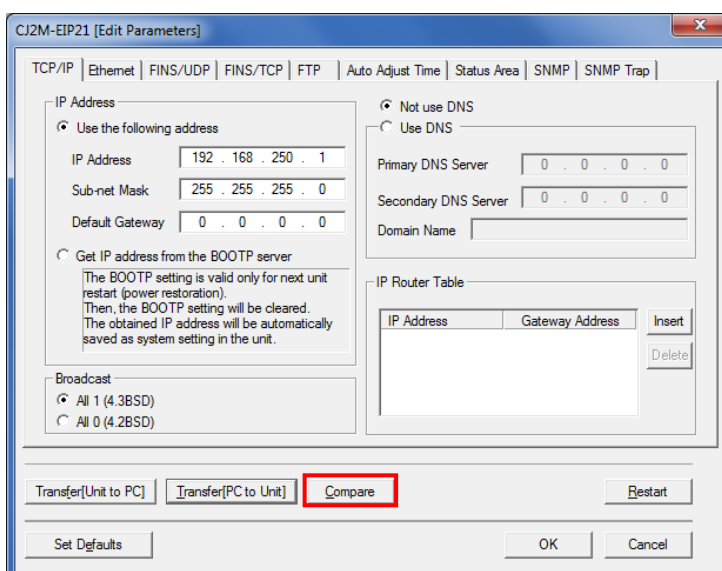 CJ2M-EIP21 [Edit Parameters]
TCP/IP Ethernet FINS/UDP FINS/TCP FTP Auto Adjust Time Status Area SNMP SNMP Trap
IP Address
Use the following address
IP Address 192 . 168 . 250 . 1
Sub-net Mask 255 . 255 . 255 . 0
Default Gateway 0 . 0 . 0 . 0
Get IP address from the BOOTP server
The BOOTP setting is valid only for next unit
restart (power restoration).
Then, the BOOTP setting will be cleared.
The obtained IP address will be automatically
saved as system setting in the unit.
Broadcast
All 1 (4.3BSD)
All 0 (4.2BSD)
Not use DNS
Use DNS
Primary DNS Server 0 . 0 . 0 . 0
Secondary DNS Server 0 . 0 . 0 . 0
Domain Name
IP Router Table
IP Address Gateway Address Insert
Delete
Transfer[Unit to PC] Transfer[PC to Unit] Compare Restart
Set Defaults OK Cancel